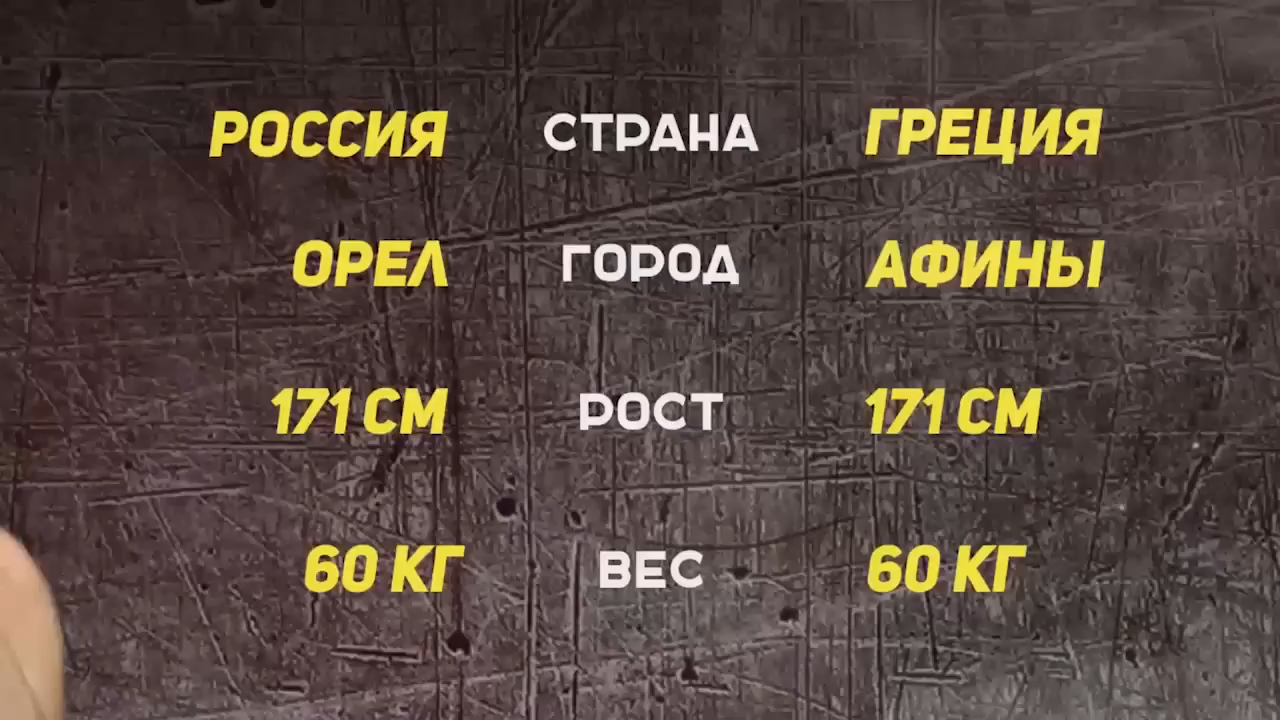 РОССИЯ СТРАНА ГРЕЦИЯ
ОРЕЛ ГОРОД АФИНЫ
171 СМ РОСТ 171 СМ
60 КГ ВЕС 60 КГ